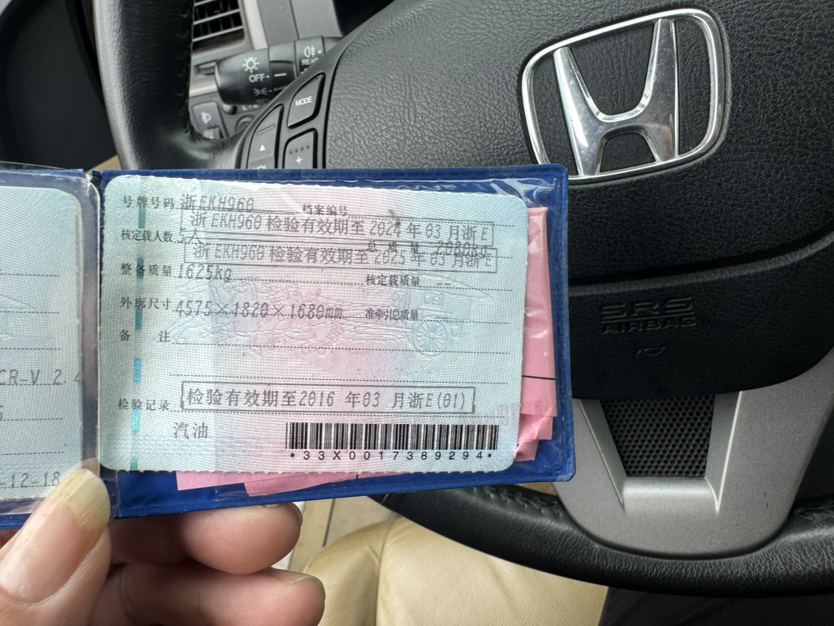 OFF
MODE
+
号牌号码 浙EKH960 档案编号
浙EKH960检验有效期至2024年03月浙E
核定载人数 5人 总质量
浙EKH960检验有效期至2025年03月浙E
整备质量 1625kg 核定载质量 --
外廓尺寸 4575×1820×1680mm 准牵引总质量
备 注
检验记录 检验有效期至2016 年03 月浙E(01)
汽油
*33X0017389294*
CR-V 2.4
-12-18
SRS
AIRBAG